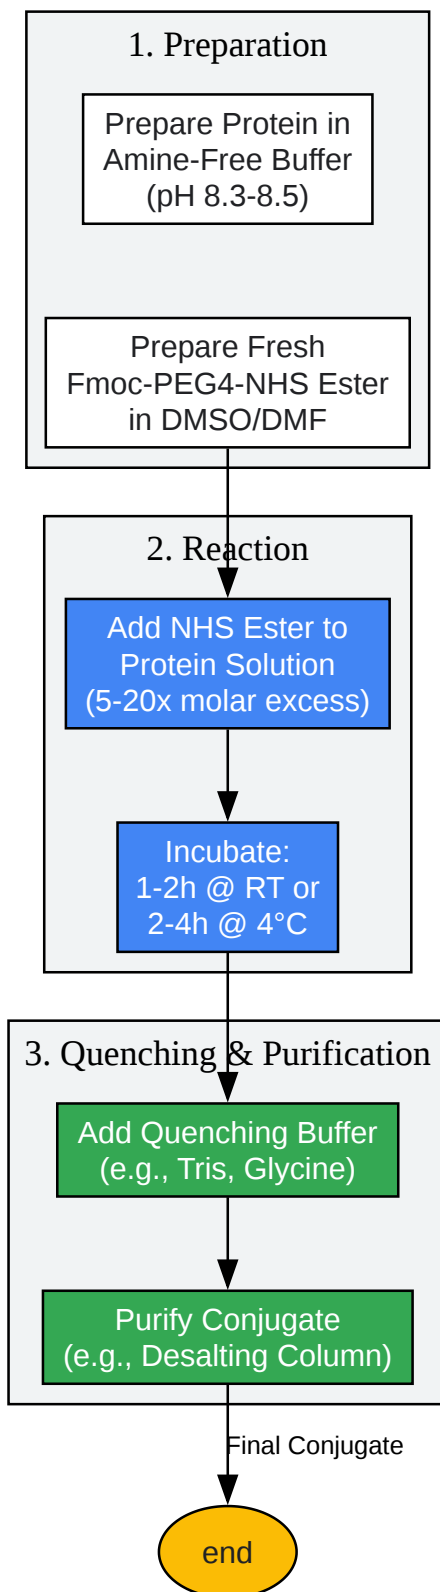 1. Preparation
Prepare Protein in
Amine-Free Buffer
(pH 8.3-8.5)
Prepare Fresh
Fmoc-PEG4-NHS Ester
in DMSO/DMF
2. Reaction
Add NHS Ester to
Protein Solution
(5-20x molar excess)
Incubate:
1-2h @ RT or
2-4h @ 4°C
3. Quenching & Purification
Add Quenching Buffer
(e.g., Tris, Glycine)
Purify Conjugate
(e.g., Desalting Column)
Final Conjugate
end